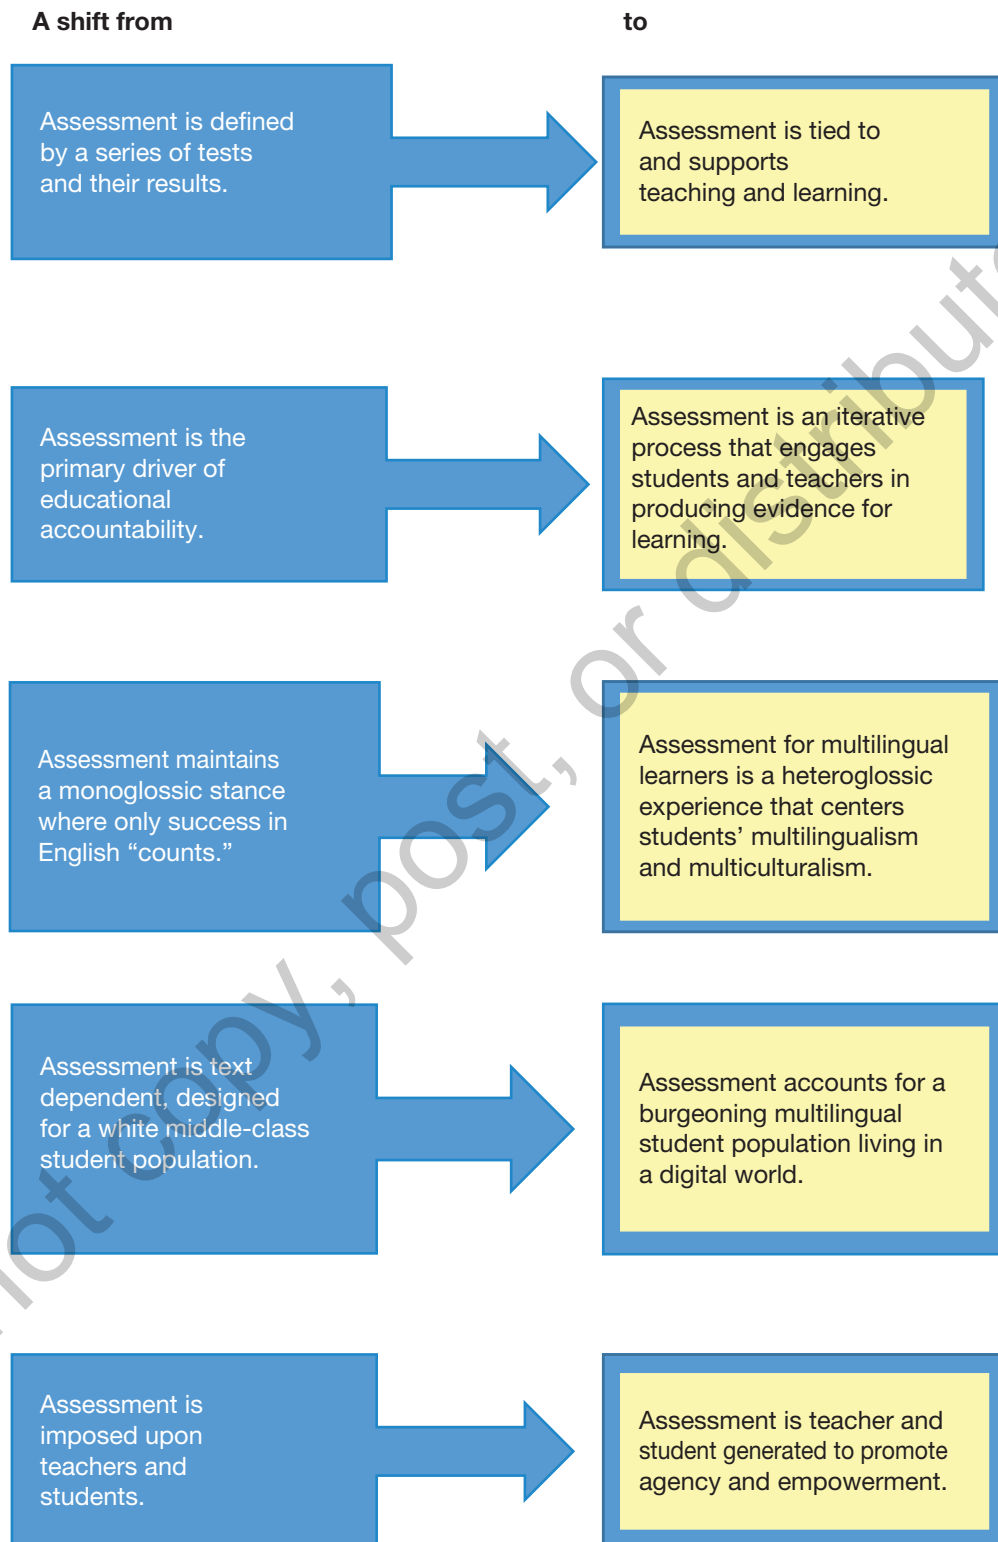 A shift from
to
Assessment is defined
by a series of tests
and their results.
Assessment is tied to
and supports
teaching and learning.
Assessment is the
primary driver of
educational
accountability.
Assessment is an iterative
process that engages
students and teachers in
producing evidence for
learning.
Assessment maintains
a monoglossic stance
where only success in
English “counts.”
Assessment for multilingual
learners is a heteroglossic
experience that centers
students’ multilingualism
and multiculturalism.
Assessment is text
dependent, designed
for a white middle-class
student population.
Assessment accounts for a
burgeoning multilingual
student population living in
a digital world.
Assessment is
imposed upon
teachers and
students.
Assessment is teacher and
student generated to promote
agency and empowerment.
not copy, post, or distribute